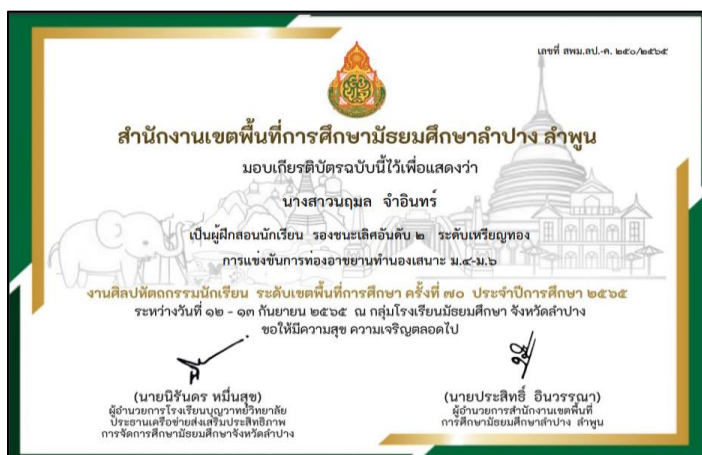 เลขที่ สพม.ลป.-ค. ๒๕๐/๒๕๖๕
สำนักงานเขตพื้นที่การศึกษามัธยมศึกษาลำปาง ลำพูน
มอบเกียรติบัตรฉบับนี้ไว้เพื่อแสดงว่า
นางสาวนฤมล จำอินทร์
เป็นผู้ฝึกสอนนักเรียน รองชนะเลิศอันดับ ๒ ระดับเหรียญทอง
การแข่งขันการท่องอาขยานทำนองเสนาะ ม.๔-ม.๖
งานศิลปหัตถกรรมนักเรียน ระดับเขตพื้นที่การศึกษา ครั้งที่ ๗๐ ประจำปีการศึกษา ๒๕๖๕
ระหว่างวันที่ ๑๒ - ๑๓ กันยายน ๒๕๖๕ ณ กลุ่มโรงเรียนมัธยมศึกษา จังหวัดลำปาง
ขอให้มีความสุข ความเจริญตลอดไป
(นายนิรันดร หมื่นสุข)
ผู้อำนวยการโรงเรียนบุญวาทย์วิทยาลัย
ประธานเครือข่ายส่งเสริมประสิทธิภาพ
การจัดการศึกษามัธยมศึกษาจังหวัดลำปาง
(นายประสิทธิ์ อินวรรณา)
ผู้อำนวยการสำนักงานเขตพื้นที่
การศึกษามัธยมศึกษาลำปาง ลำพูน